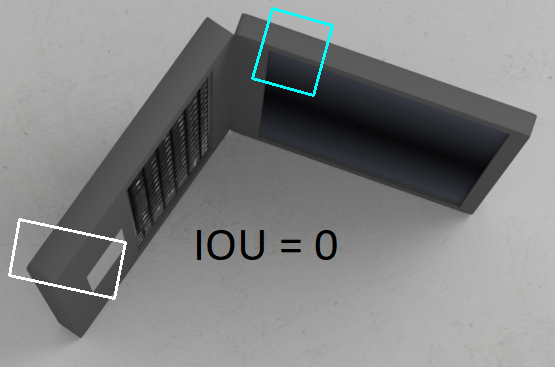 IOU = 0